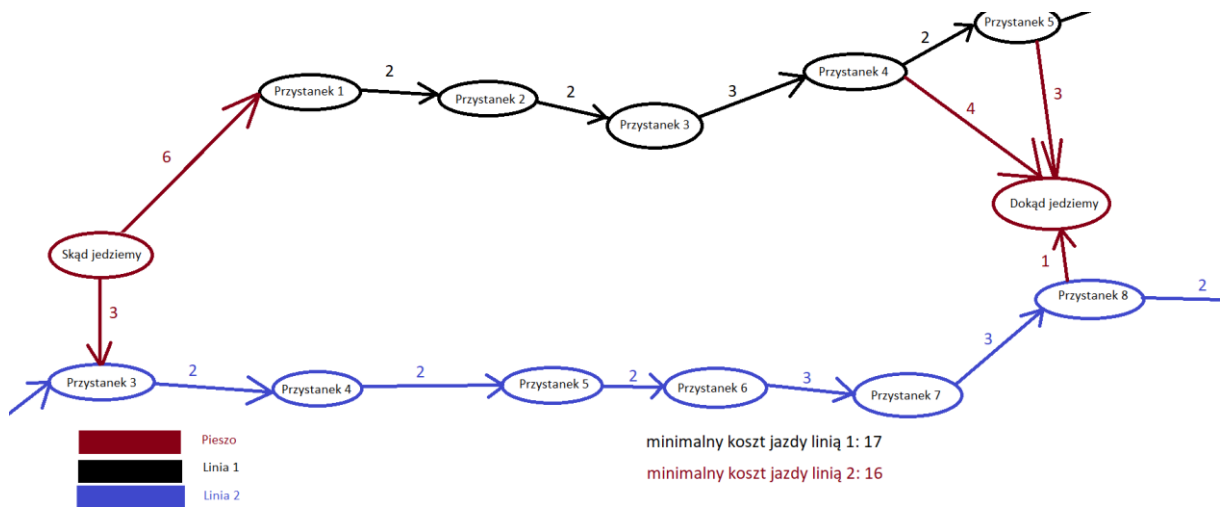 Przystanek 5
2
Przystanek 4
3
2
Przystanek 1
2
Przystanek 2
Przystanek 3
4
3
6
Dokąd jedziemy
Skąd jedziemy
1
3
Przystanek 8
2
3
Przystanek 3
2
Przystanek 4
2
Przystanek 5
2
Przystanek 6
3
Przystanek 7
Pieszo
Linia 1
Linia 2
minimalny koszt jazdy linią 1: 17
minimalny koszt jazdy linią 2: 16